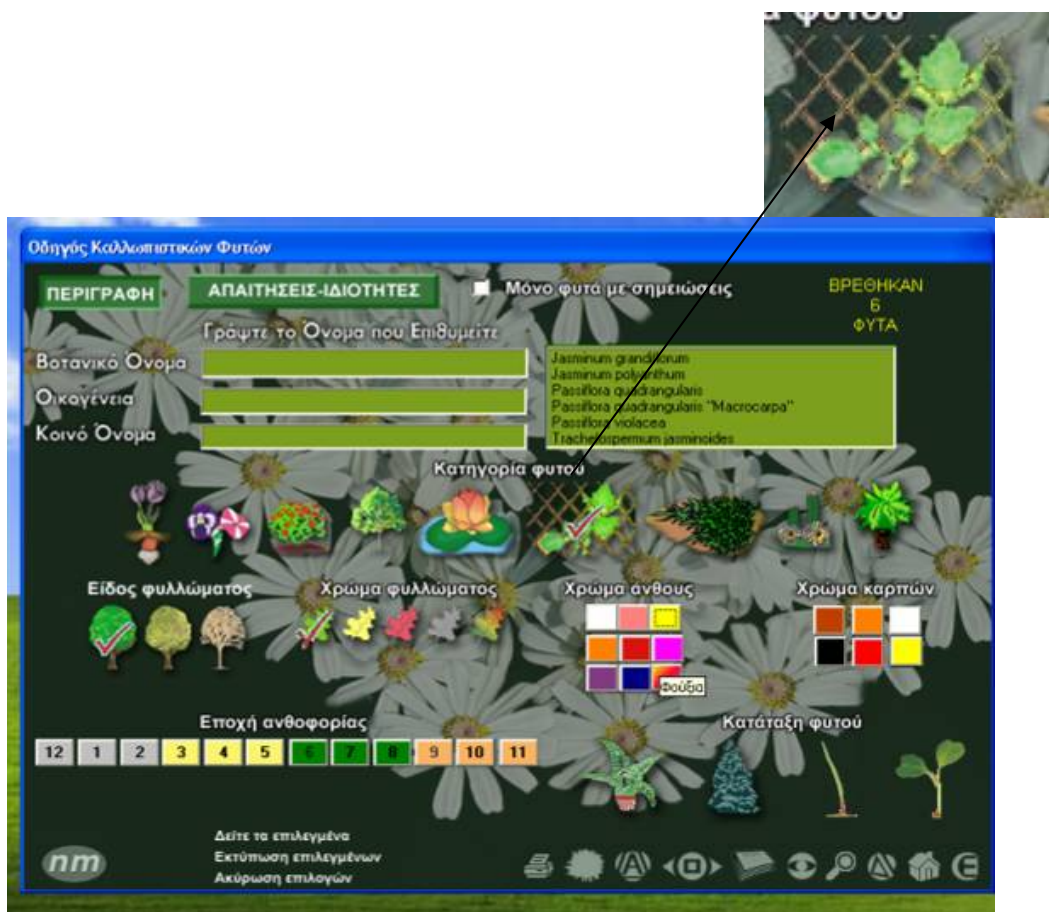 α φυτού
Οδηγός Καλλωπιστικών Φυτών
ΠΕΡΙΓΡΑΦΗ
ΑΠΑΙΤΗΣΕΙΣ-ΙΔΙΟΤΗΤΕΣ
Μόνο φυτά με σημειώσεις
ΒΡΕΘΗΚΑΝ
6
ΦΥΤΑ
Γράψτε το Όνομα που Επιθυμείτε
Βοτανικό Όνομα
Οικογένεια
Κοινό Όνομα
Jasminum grandiflorum
Jasminum polyanthum
Passiflora quadrangularis
Passiflora quadrangularis "Macrocarpa"
Passiflora violacea
Trachelospermum jasminoides
Κατηγορία φυτού
Είδος φυλλώματος
Χρώμα φυλλώματος
Χρώμα άνθους
Χρώμα καρπών
Φούξια
Εποχή ανθοφορίας
Κατάταξη φυτού
12 1 2 3 4 5 6 7 8 9 10 11
Δείτε τα επιλεγμένα
Εκτύπωση επιλεγμένων
Ακύρωση επιλογών
nm